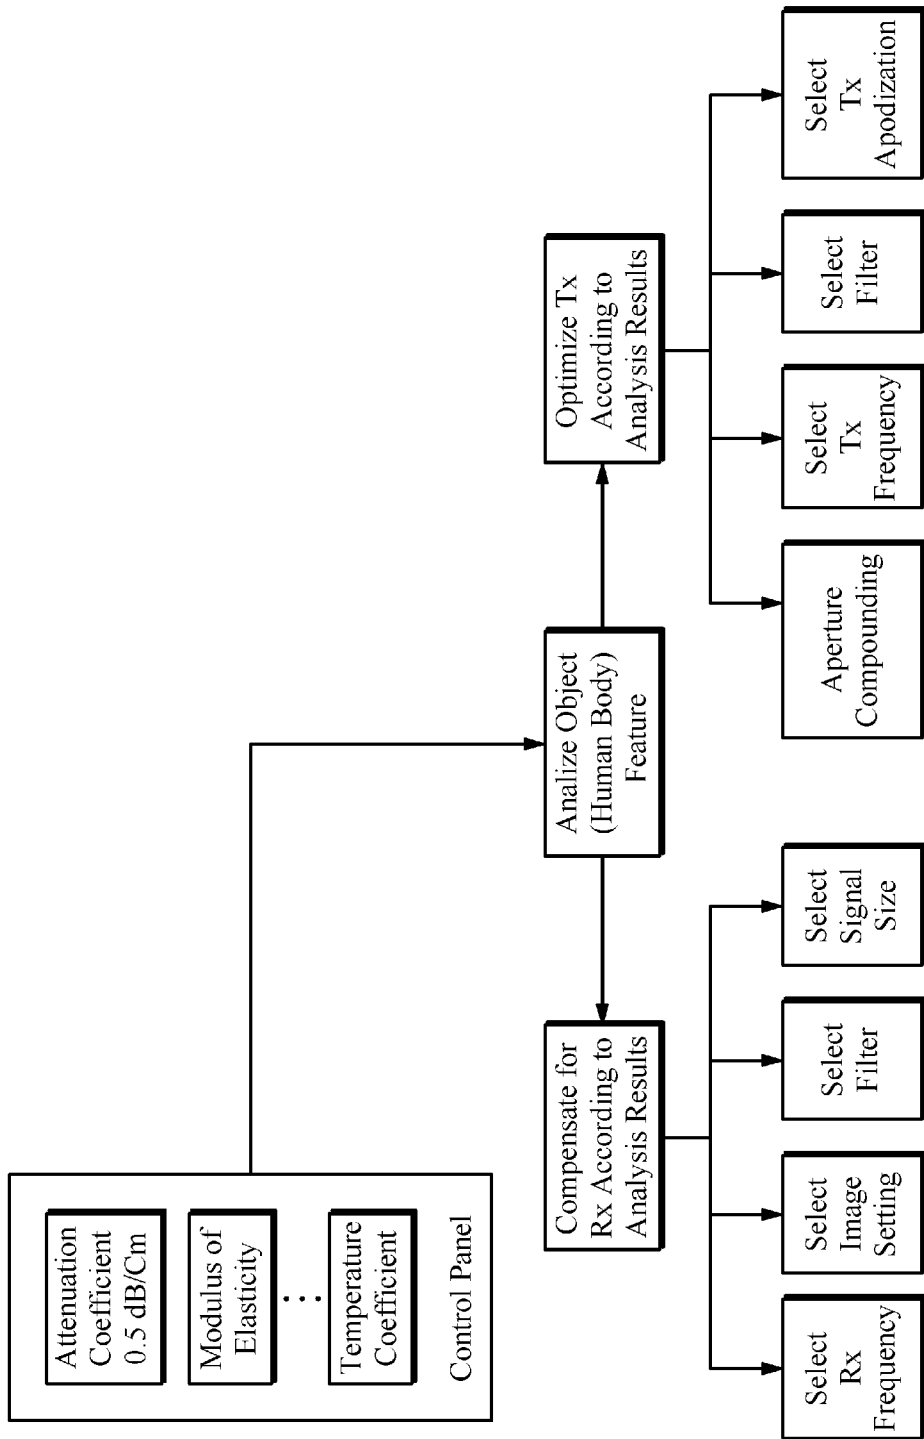 Attenuation
Coefficient
0.5 dB/Cm
Modulus of
Elasticity
Temperature
Coefficient
Control Panel
Analize Object
(Human Body)
Feature
Compensate for
Rx According to
Analysis Results
Optimize Tx
According to
Analysis Results
Select
Rx
Frequency
Select
Image
Setting
Select
Filter
Select
Signal
Size
Aperture
Compounding
Select
Tx
Frequency
Select
Filter
Select
Tx
Apodization